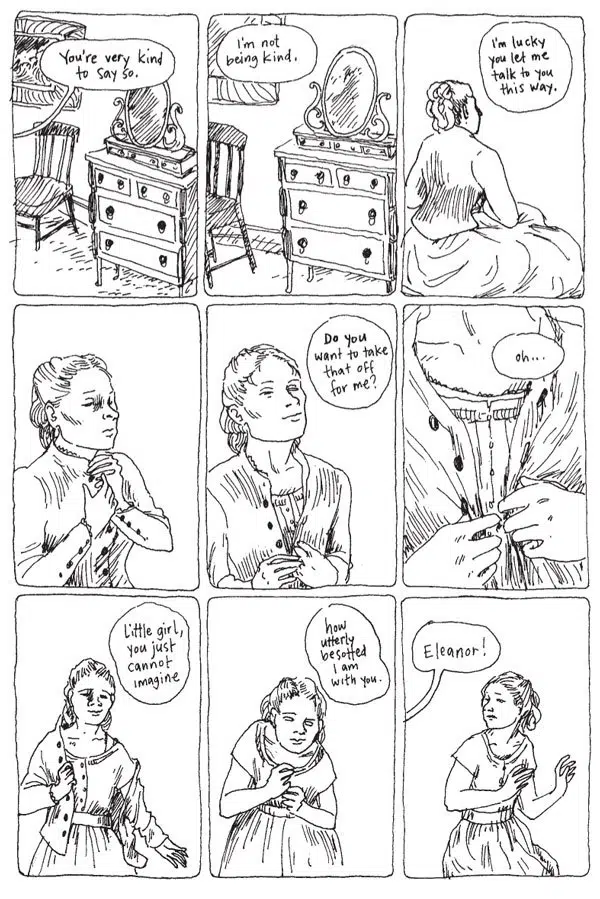 You're very kind
to say so.
I'm not
being kind.
I'm lucky
you let me
talk to you
this way.
Do you
want to take
that off
for me?
oh...
Little girl,
you just
cannot
imagine
how
utterly
besotted
I am
with you.
Eleanor!